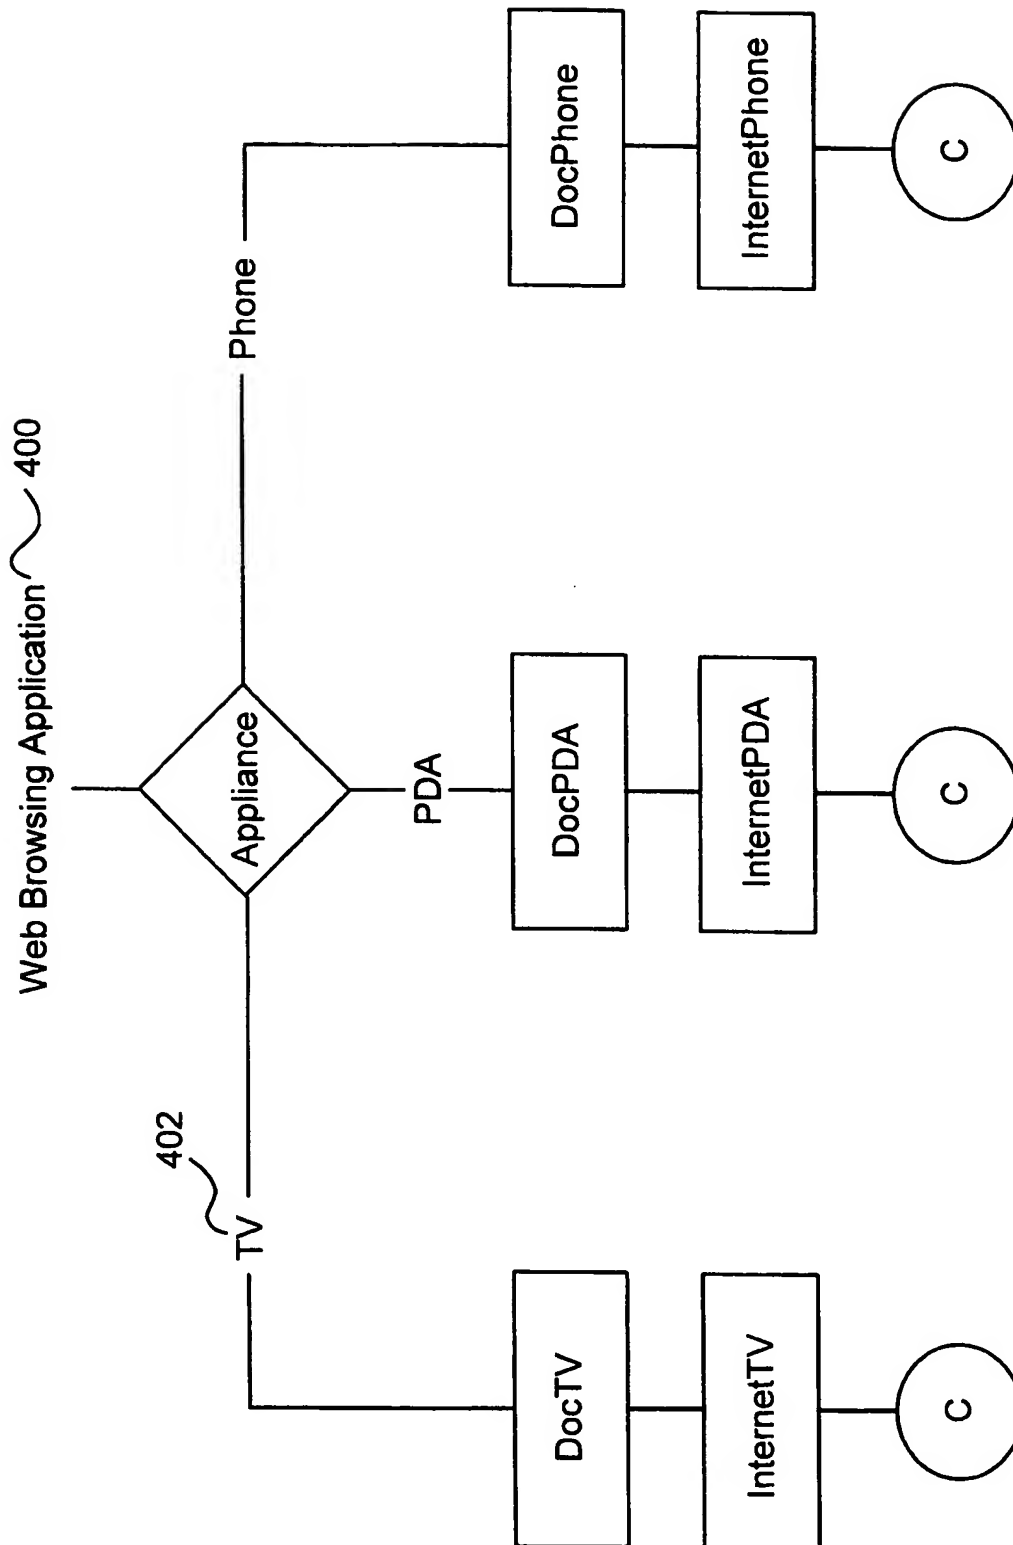 Web Browsing Application 400
402
TV
Appliance
Phone
PDA
DocTV
DocPDA
DocPhone
InternetTV
InternetPDA
InternetPhone
C
C
C